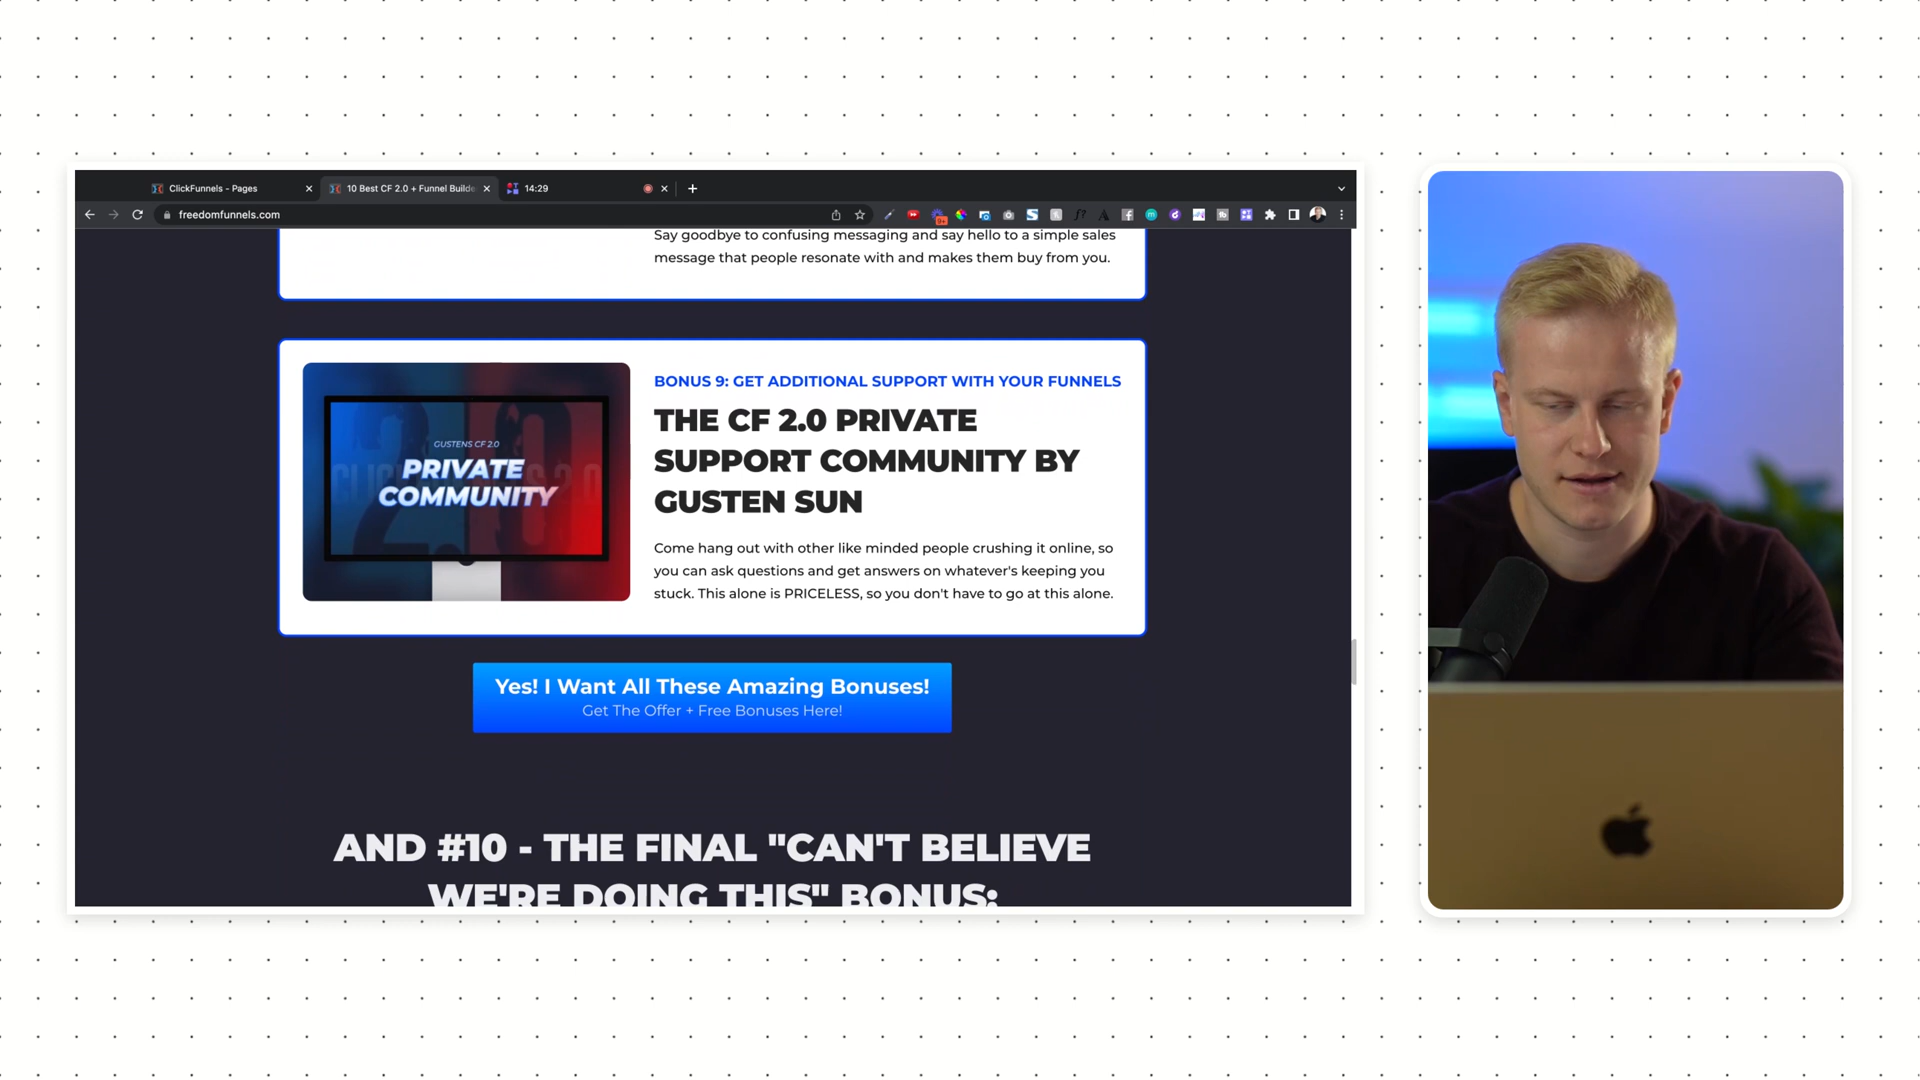 ClickFunnels - Pages
10 Best CF 2.0 + Funnel Builde
14:29
freedomfunnels.com
9+
Say goodbye to confusing messaging and say hello to a simple sales
message that people resonate with and makes them buy from you.
GUSTENS CF 2.0
PRIVATE
COMMUNITY
BONUS 9: GET ADDITIONAL SUPPORT WITH YOUR FUNNELS
THE CF 2.0 PRIVATE
SUPPORT COMMUNITY BY
GUSTEN SUN
Come hang out with other like minded people crushing it online, so
you can ask questions and get answers on whatever's keeping you
stuck. This alone is PRICELESS, so you don't have to go at this alone.
Yes! I Want All These Amazing Bonuses!
Get The Offer + Free Bonuses Here!
AND #10 - THE FINAL "CAN'T BELIEVE
WE'RE DOING THIS" BONUS: